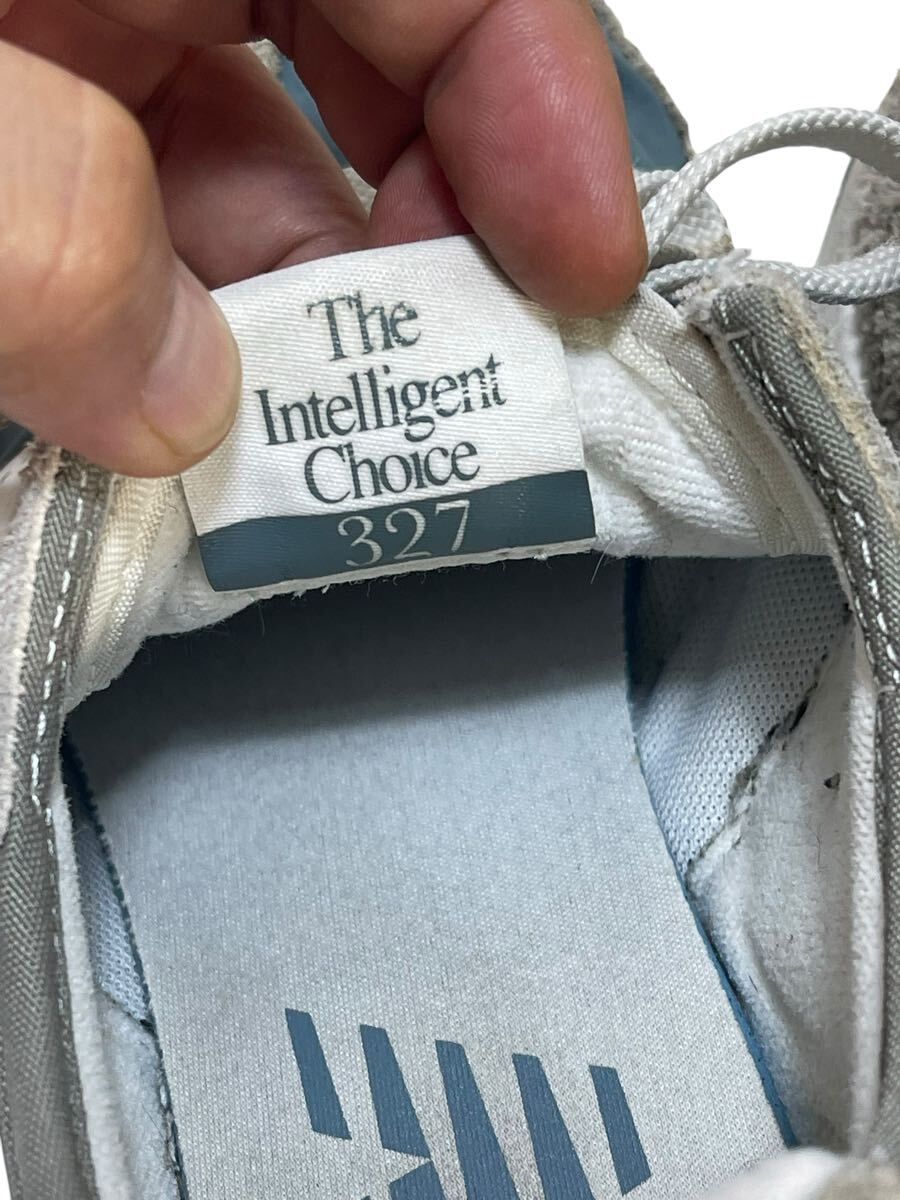 The
Intelligent
Choice
327